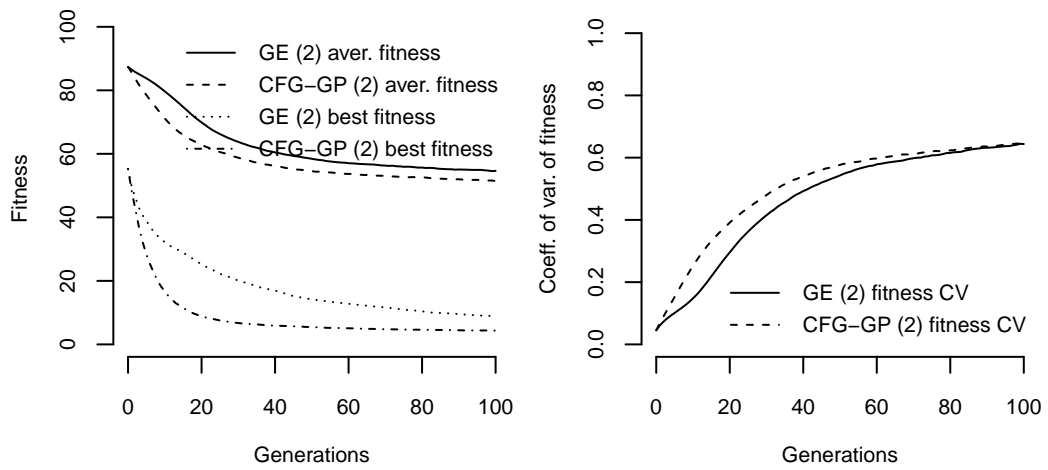 Fitness
0 20 40 60 80 100
0 20 40 60 80 100
Generations
GE (2) aver. fitness
CFG−GP (2) aver. fitness
GE (2) best fitness
CFG−GP (2) best fitness
Coeff. of var. of fitness
0.0 0.2 0.4 0.6 0.8 1.0
0 20 40 60 80 100
Generations
GE (2) fitness CV
CFG−GP (2) fitness CV